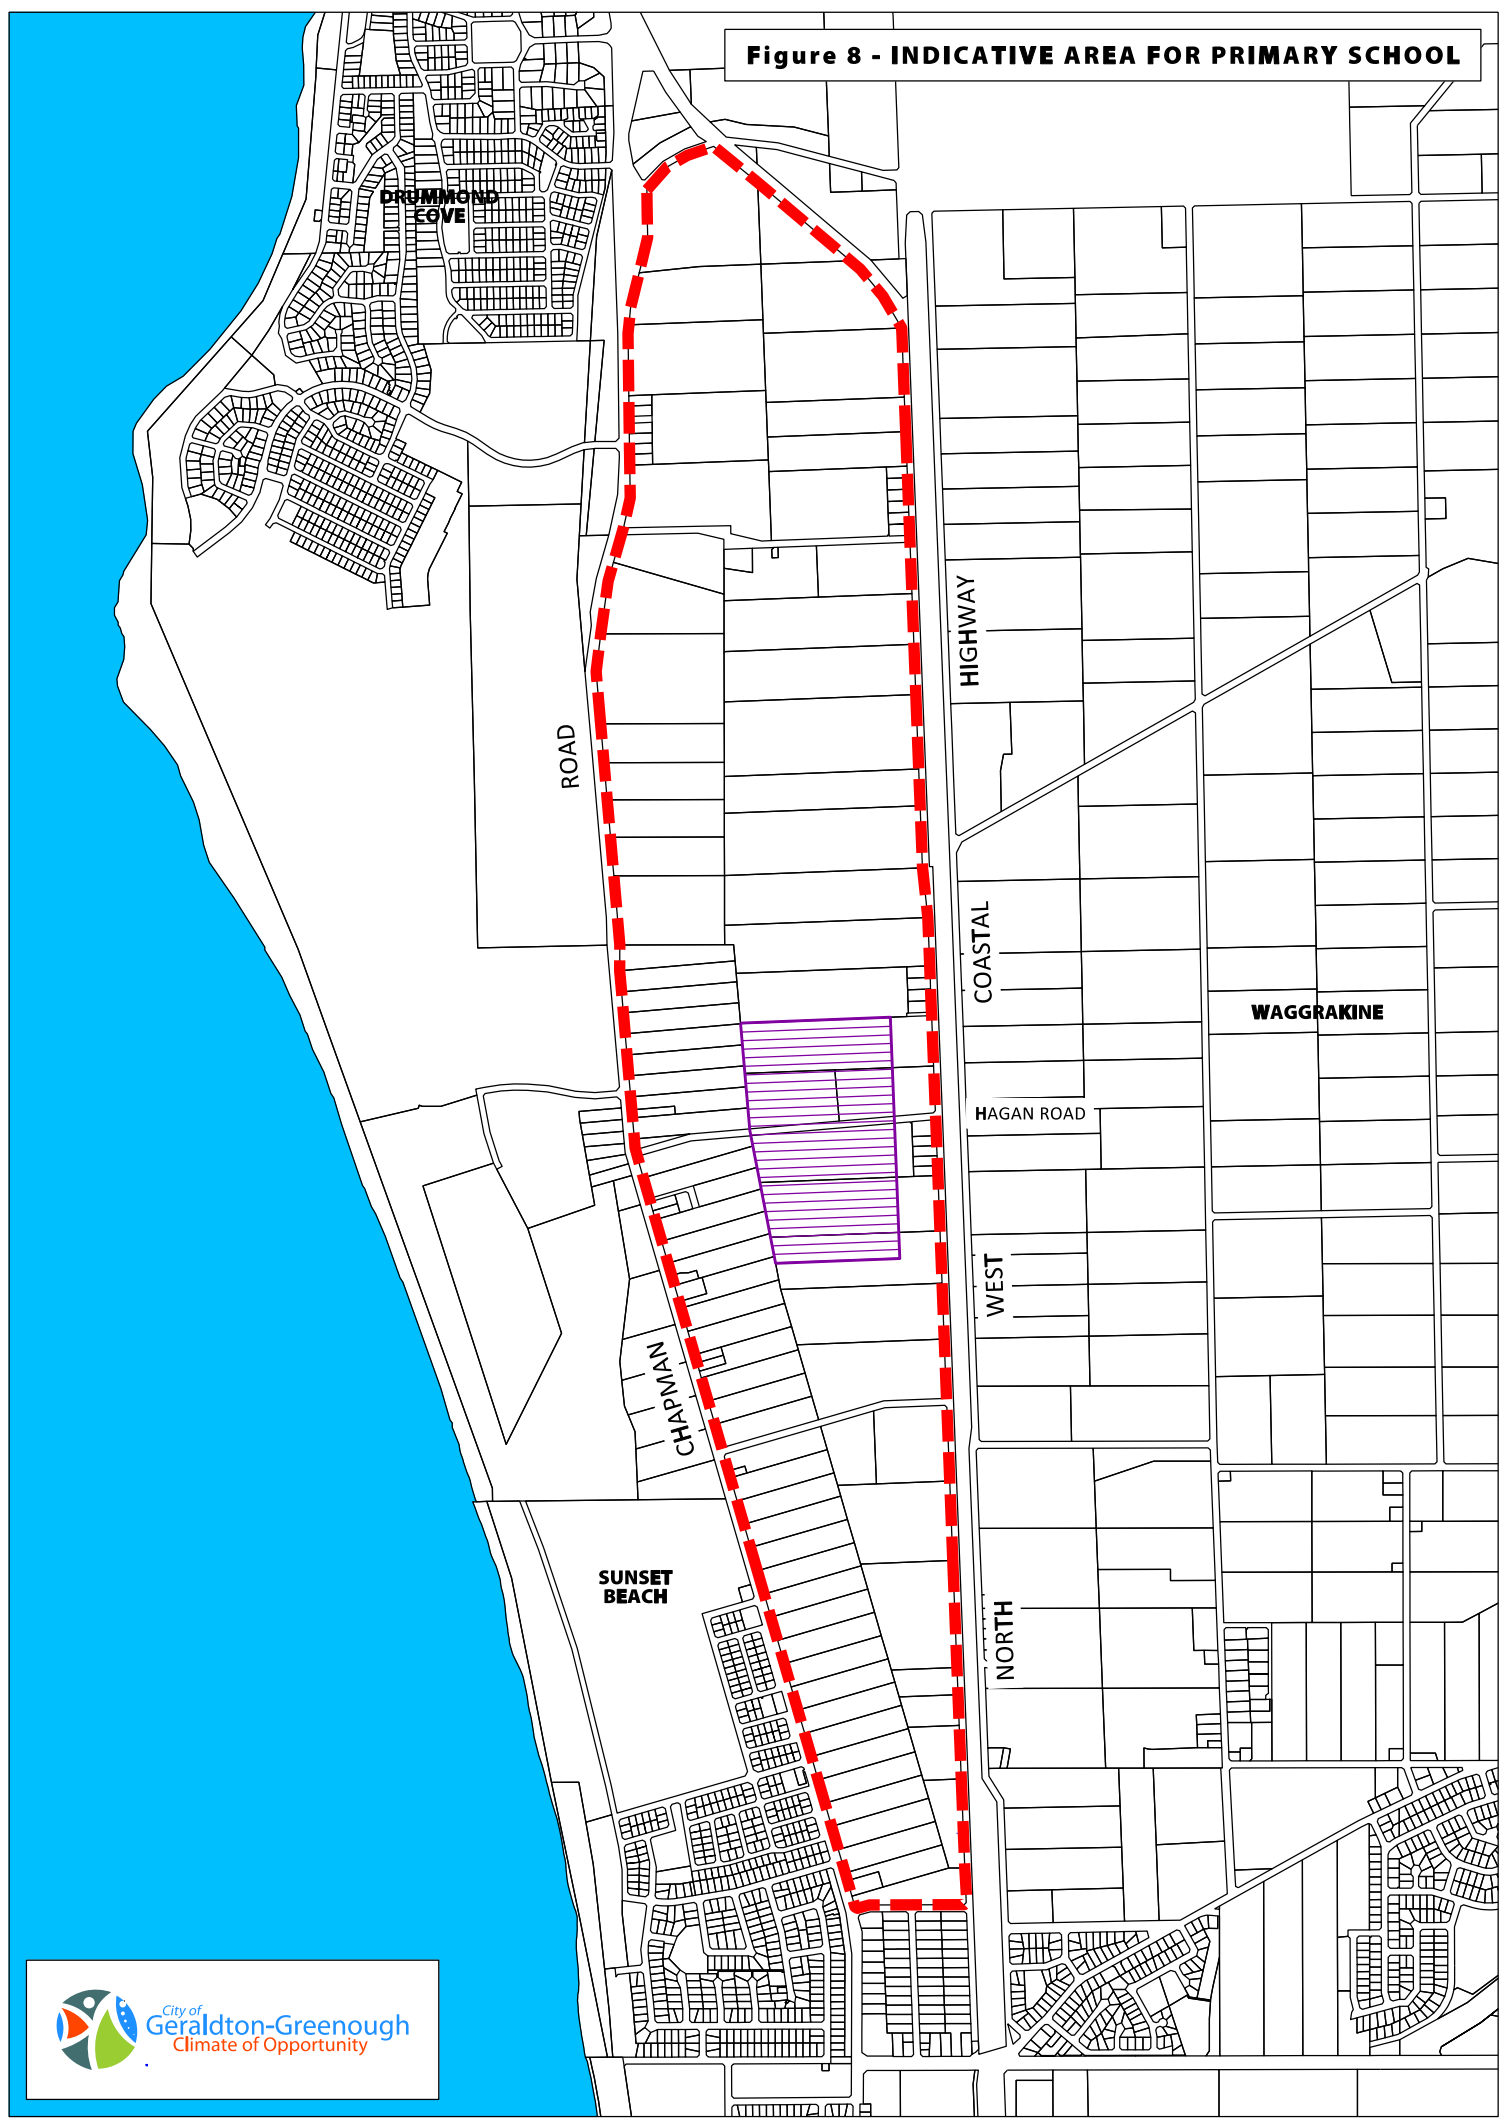 Figure 8 - INDICATIVE AREA FOR PRIMARY SCHOOL
DRUMMOND
COVE
HIGHWAY
ROAD
COASTAL
WAGGRAKINE
HAGAN ROAD
WEST
CHAPMAN
SUNSET
BEACH
NORTH
City of
Geraldton-Greenough
Climate of Opportunity